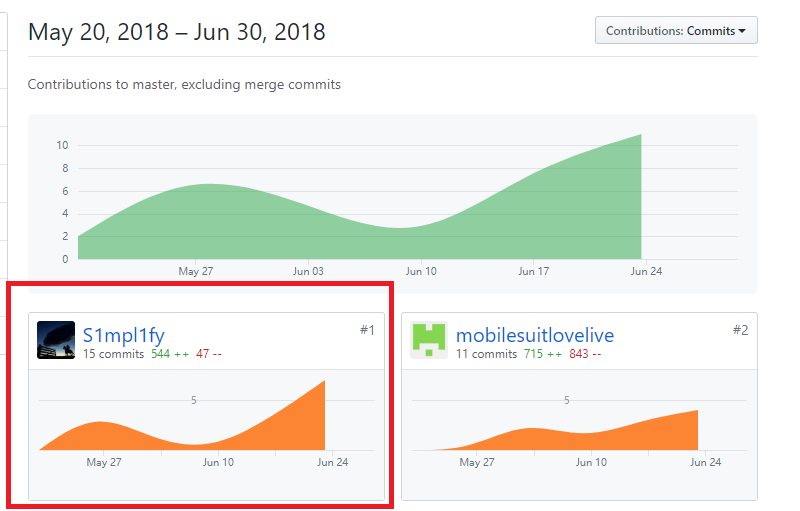 May 20, 2018 – Jun 30, 2018
Contributions: Commits
Contributions to master, excluding merge commits
10
8
6
4
2
0
May 27 Jun 03 Jun 10 Jun 17 Jun 24
S1mpl1fy #1
15 commits 544 ++ 47 --
5
May 27 Jun 10 Jun 24
mobilesuitlovelive #2
11 commits 715 ++ 843 --
5
May 27 Jun 10 Jun 24